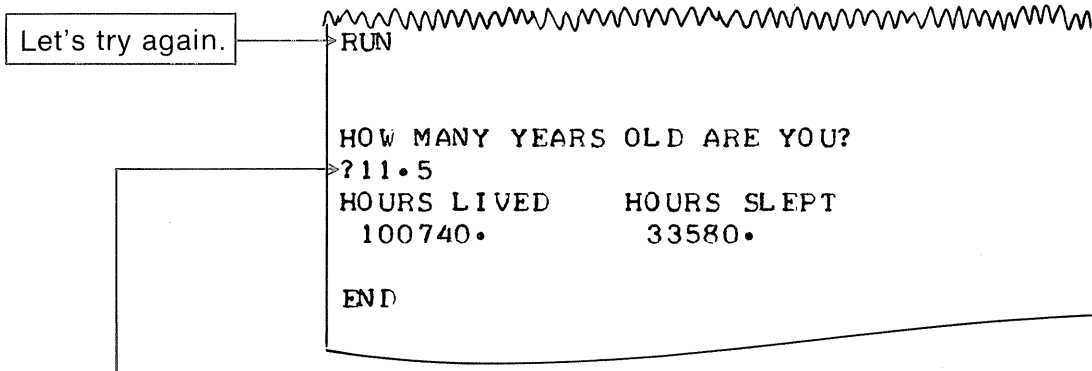 Let's try again.
RUN
HOW MANY YEARS OLD ARE YOU?
?11.5
HOURS LIVED HOURS SLEPT
100740. 33580.
END